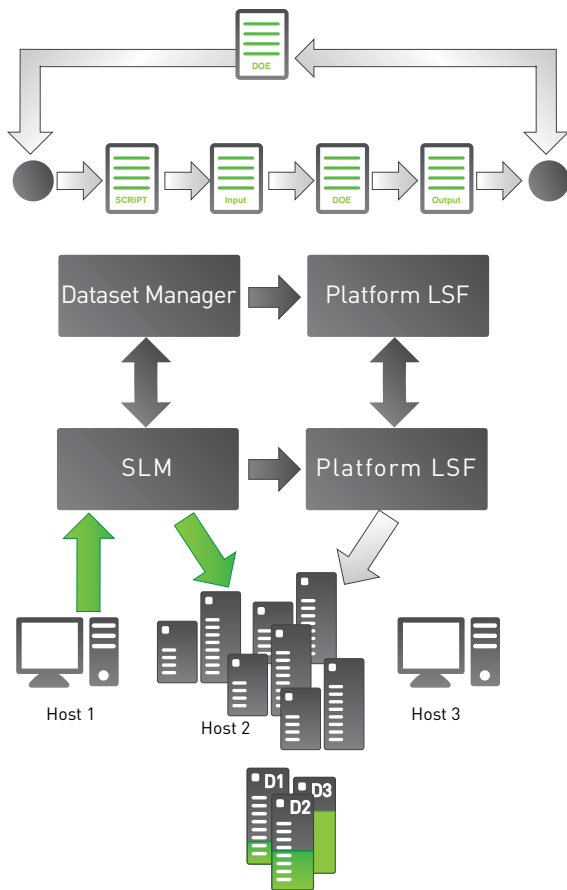 DOE
SCRIPT
Input
DOE
Output
Dataset Manager
Platform LSF
SLM
Platform LSF
Host 1
Host 2
Host 3
D1
D3
D2